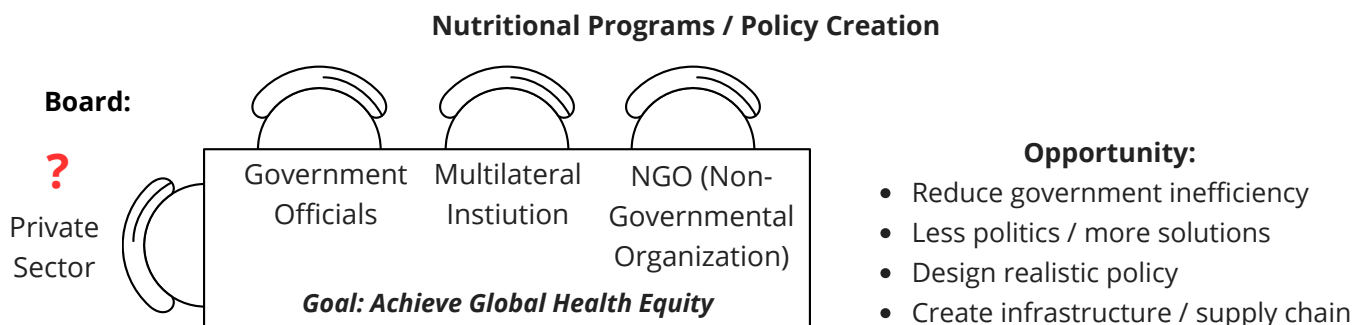 Nutritional Programs / Policy Creation
Board:
?
Private
Sector
Government
Officials
Multilateral
Instiution
NGO (Non-
Governmental
Organization)
Goal: Achieve Global Health Equity
Opportunity:
• Reduce government inefficiency
• Less politics / more solutions
• Design realistic policy
• Create infrastructure / supply chain